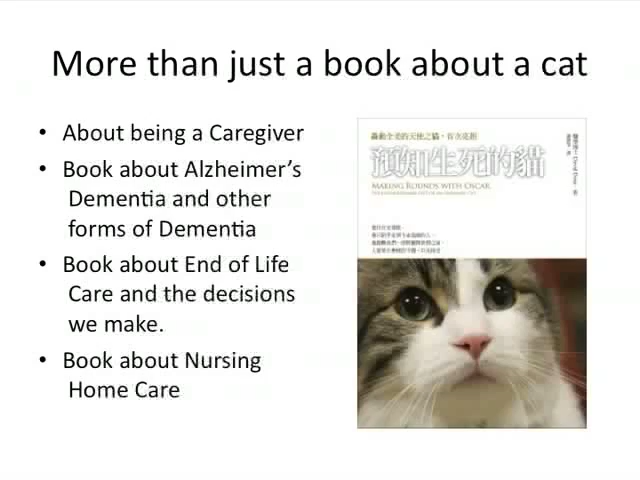 More than just a book about a cat
• About being a Caregiver
• Book about Alzheimer's
Dementia and other
forms of Dementia
• Book about End of Life
Care and the decisions
we make.
• Book about Nursing
Home Care
轟動全美的天使之貓,首次亮相
預知生死的貓
MAKING ROUNDS WITH OSCAR